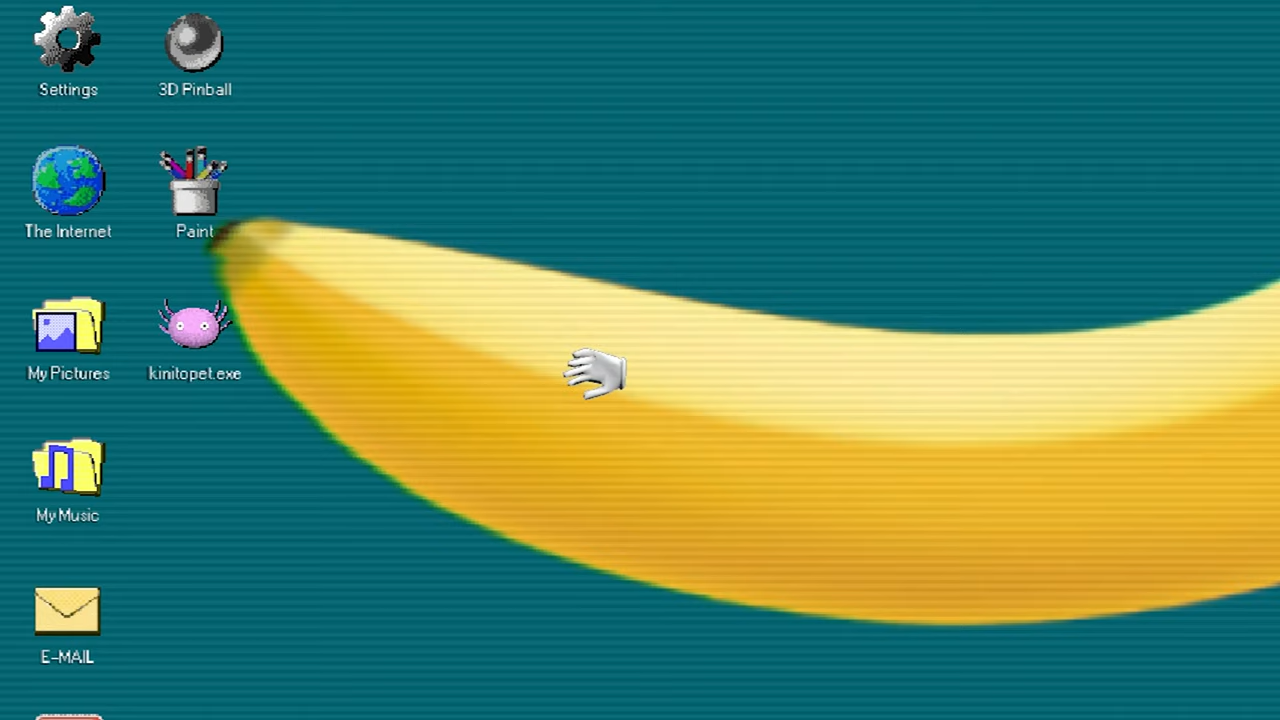 Settings
3D Pinball
The Internet
Paint
My Pictures
kinitopet.exe
My Music
E-MAIL